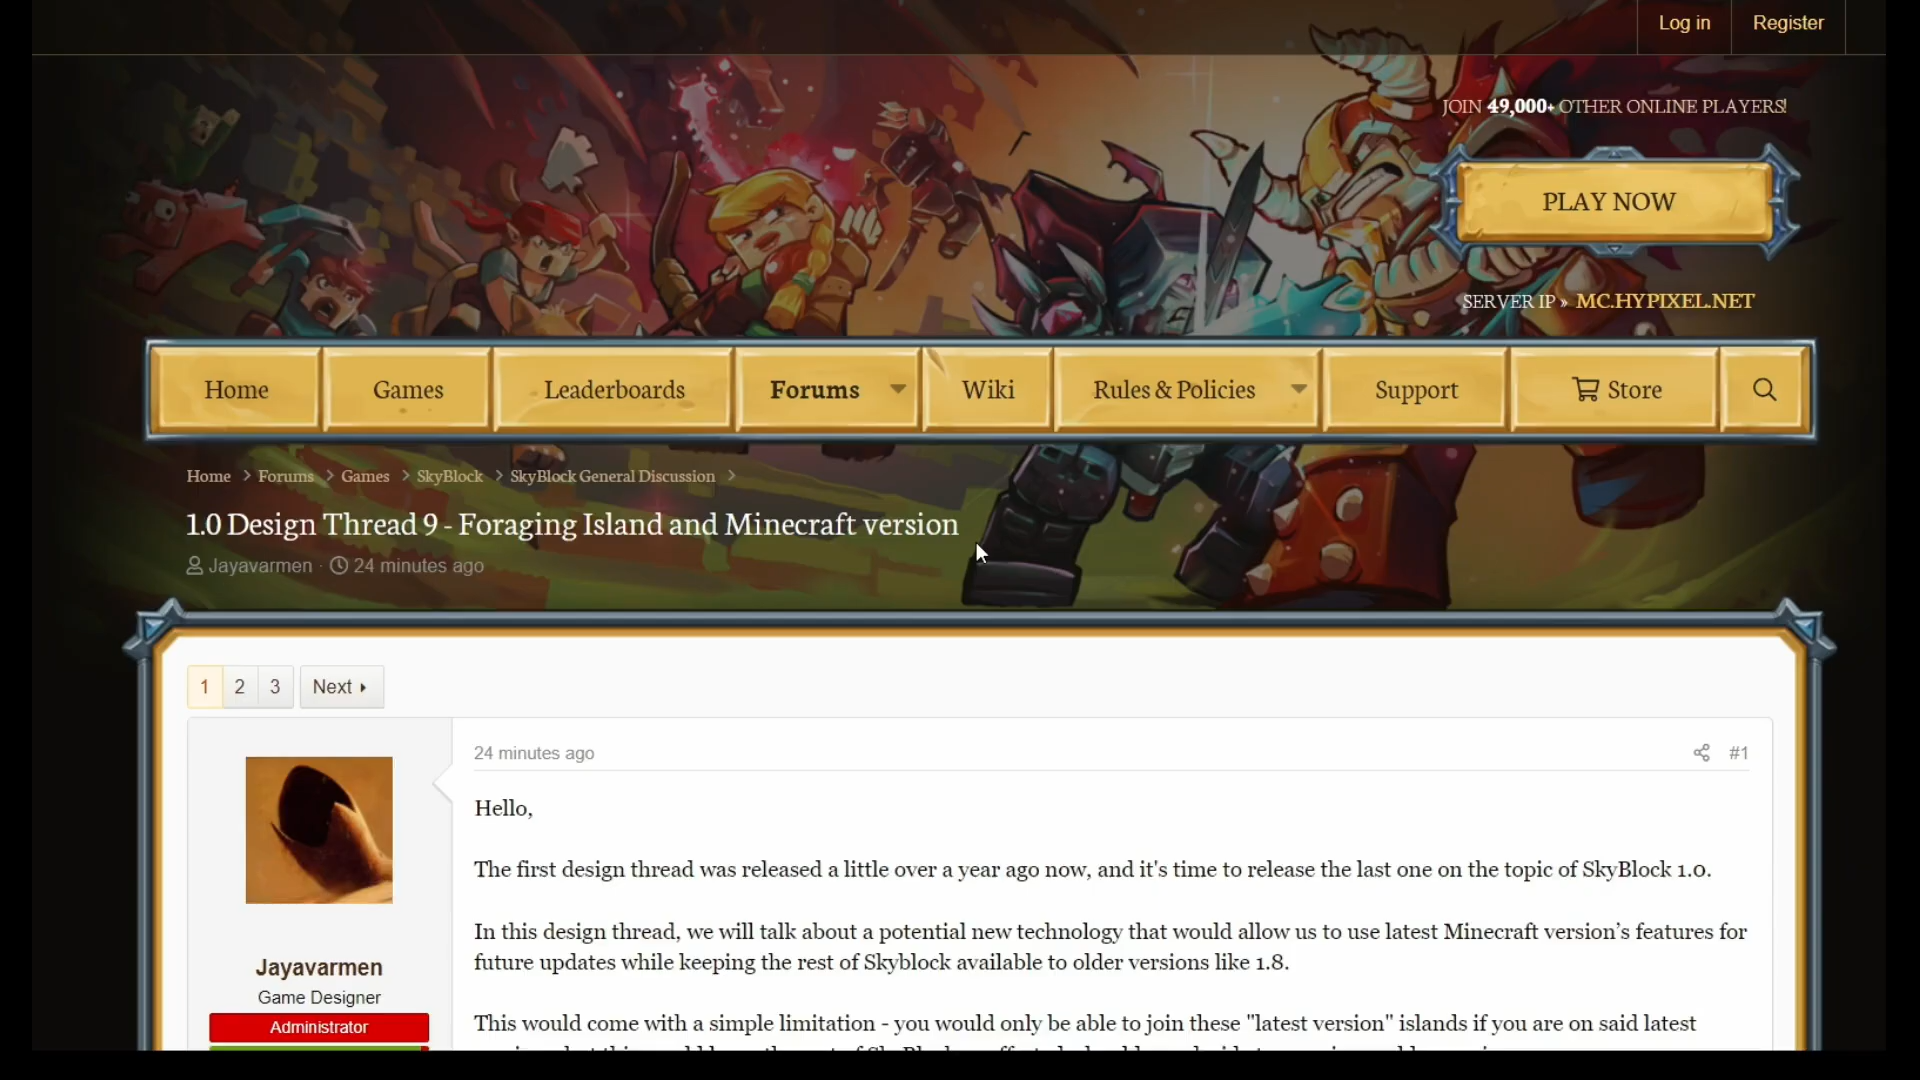 Log in Register
JOIN 49,000+ OTHER ONLINE PLAYERS!
PLAY NOW
SERVER IP » MC.HYPIXEL.NET
Home Games Leaderboards Forums Wiki Rules & Policies Support Store
Home > Forums > Games > SkyBlock > SkyBlock General Discussion >
1.0 Design Thread 9 - Foraging Island and Minecraft version
Jayavarmen · 24 minutes ago
1 2 3 Next
24 minutes ago #1
Hello,
The first design thread was released a little over a year ago now, and it's time to release the last one on the topic of SkyBlock 1.0.
In this design thread, we will talk about a potential new technology that would allow us to use latest Minecraft version’s features for
future updates while keeping the rest of Skyblock available to older versions like 1.8.
Jayavarmen
Game Designer
Administrator
This would come with a simple limitation - you would only be able to join these "latest version" islands if you are on said latest